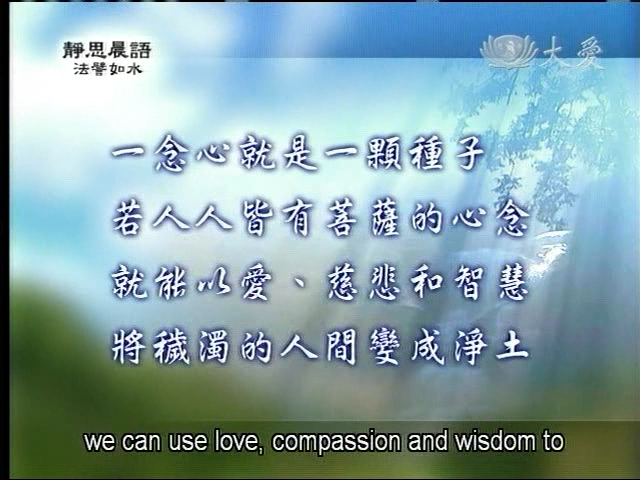 靜思晨語
法譬如水
大愛
一念心就是一顆種子
若人人皆有菩薩的心念
就能以愛、慈悲和智慧
將穢濁的人間變成淨土
we can use love, compassion and wisdom to